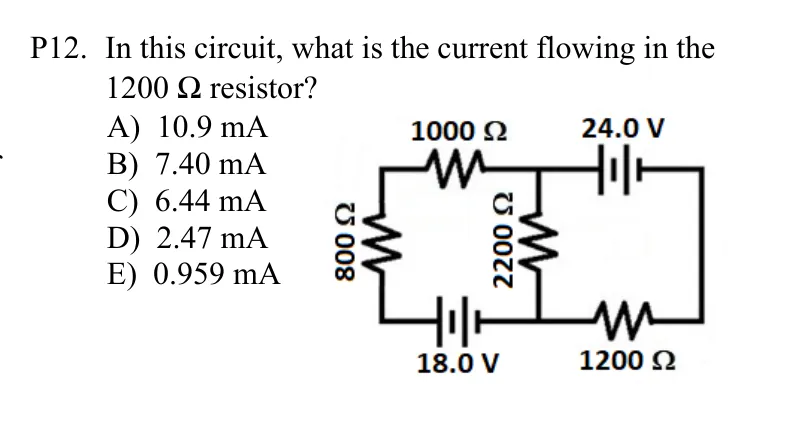 P12. In this circuit, what is the current flowing in the
1200 Ω resistor?
A) 10.9 mA
B) 7.40 mA
C) 6.44 mA
D) 2.47 mA
E) 0.959 mA
1000 Ω
24.0 V
800 Ω
2200 Ω
18.0 V
1200 Ω